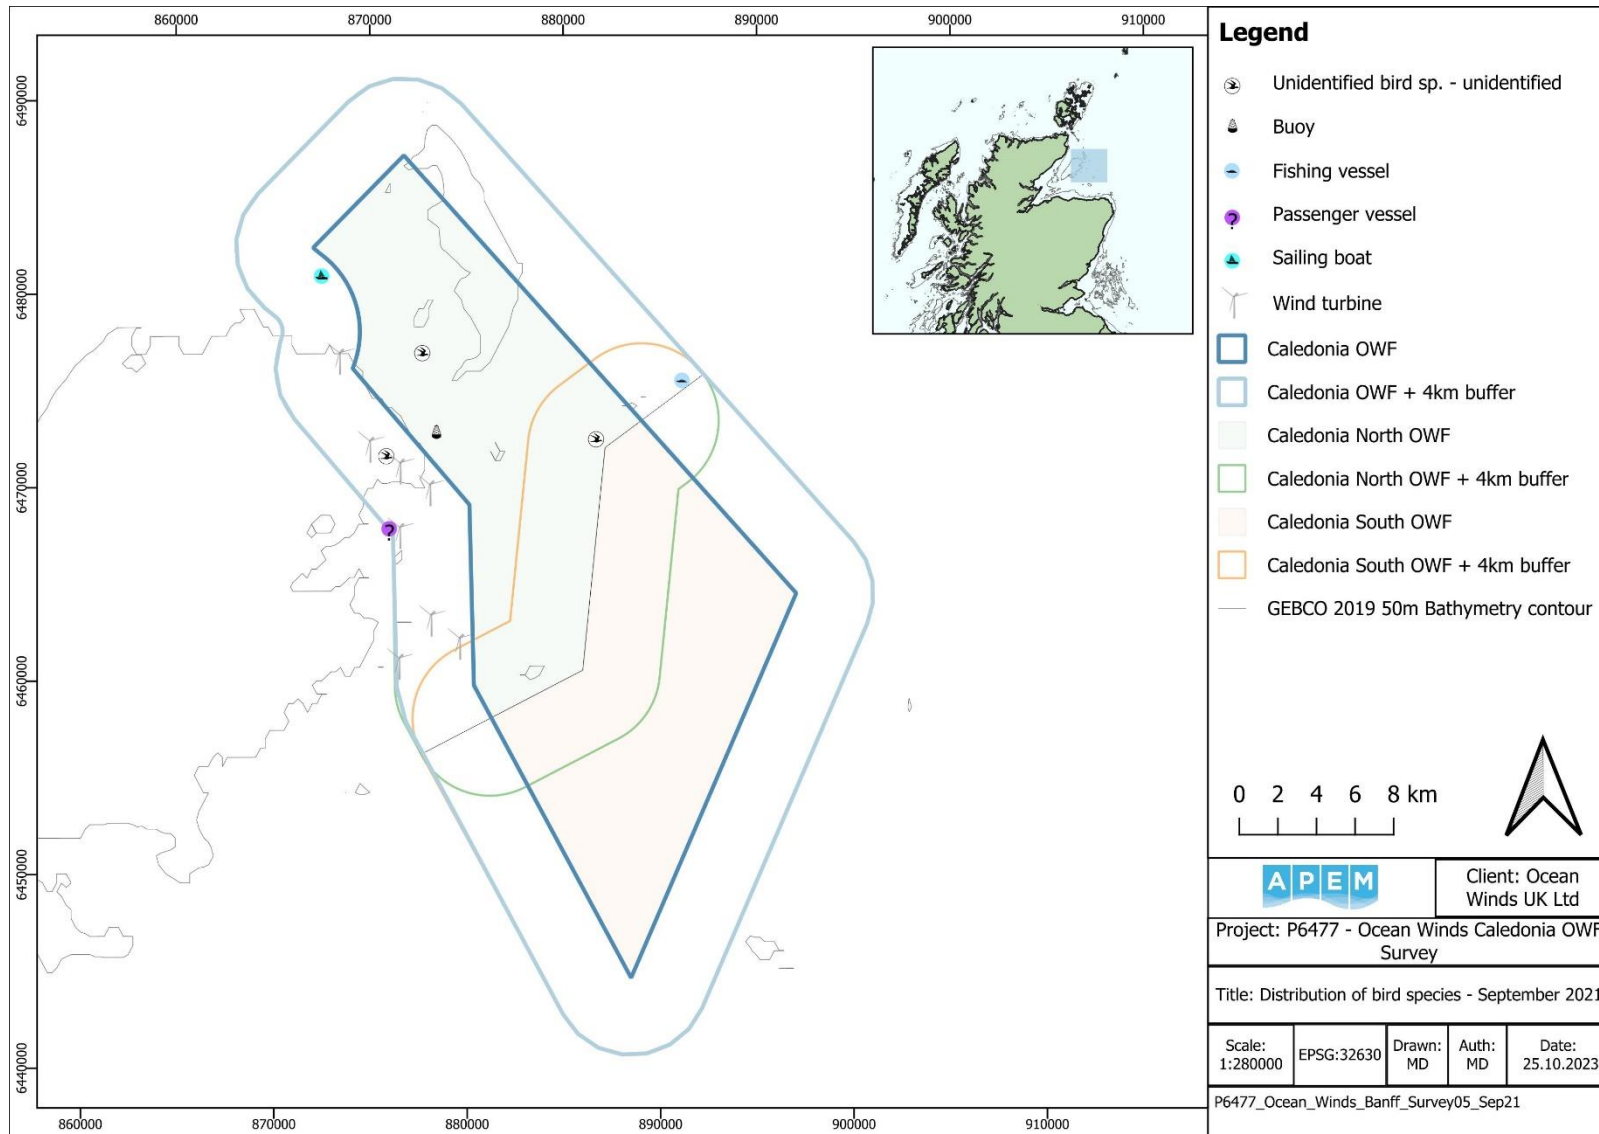 860000
870000
880000
890000
900000
910000
6490000
6480000
6470000
6460000
6450000
6440000
860000
870000
880000
890000
900000
910000
Legend
Unidentified bird sp. - unidentified
Buoy
Fishing vessel
?
Passenger vessel
Sailing boat
Wind turbine
Caledonia OWF
Caledonia OWF + 4km buffer
Caledonia North OWF
Caledonia North OWF + 4km buffer
Caledonia South OWF
Caledonia South OWF + 4km buffer
GEBCO 2019 50m Bathymetry contour
?
0 2 4 6 8 km
APEM
Client: Ocean
Winds UK Ltd
Project: P6477 - Ocean Winds Caledonia OWF
Survey
Title: Distribution of bird species - September 2021
Scale:
1:280000
EPSG:32630
Drawn:
MD
Auth:
MD
Date:
25.10.2023
P6477_Ocean_Winds_Banff_Survey05_Sep21